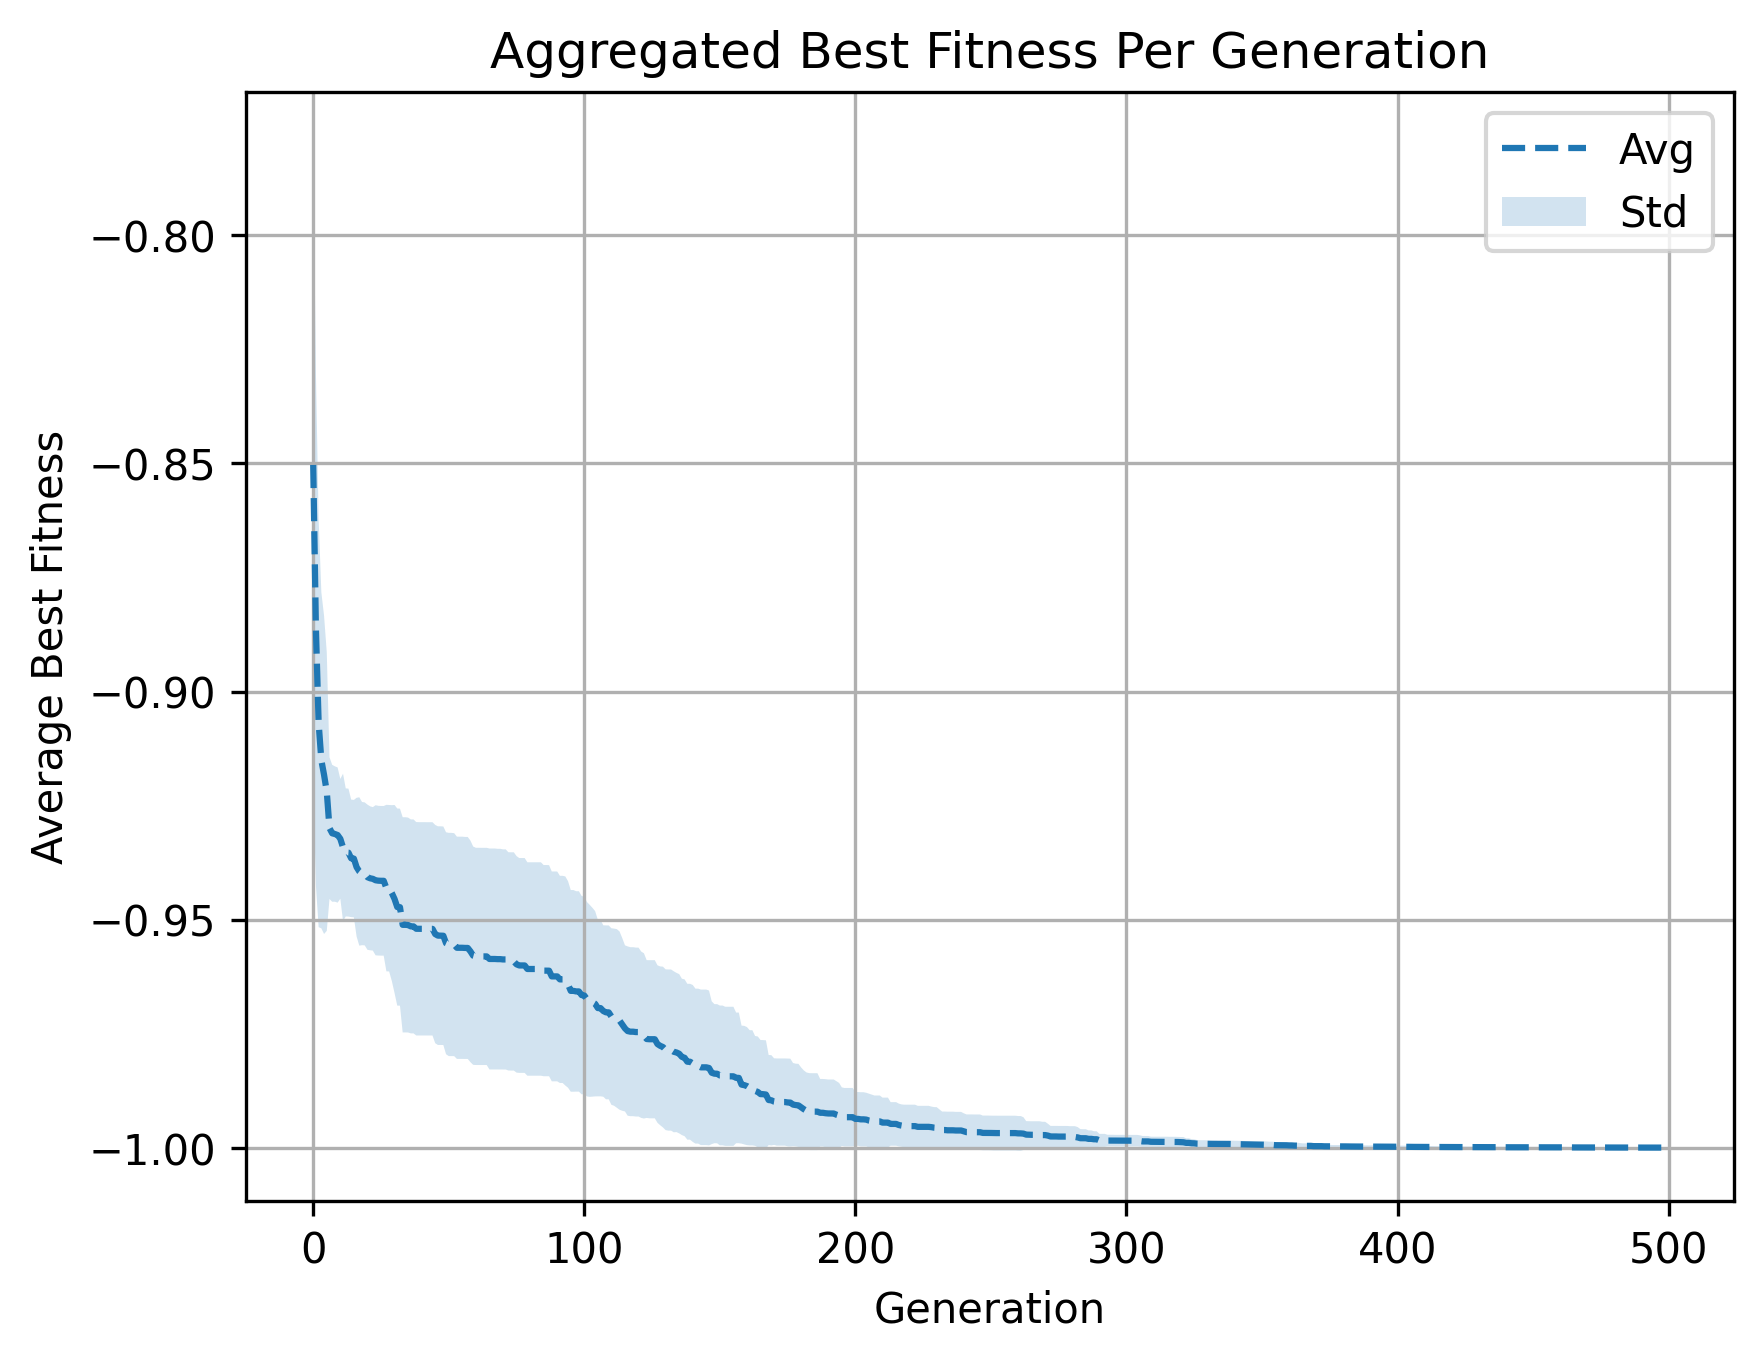 Aggregated Best Fitness Per Generation
Avg
Std
−0.80
−0.85
−0.90
−0.95
−1.00
Average Best Fitness
0 100 200 300 400 500
Generation